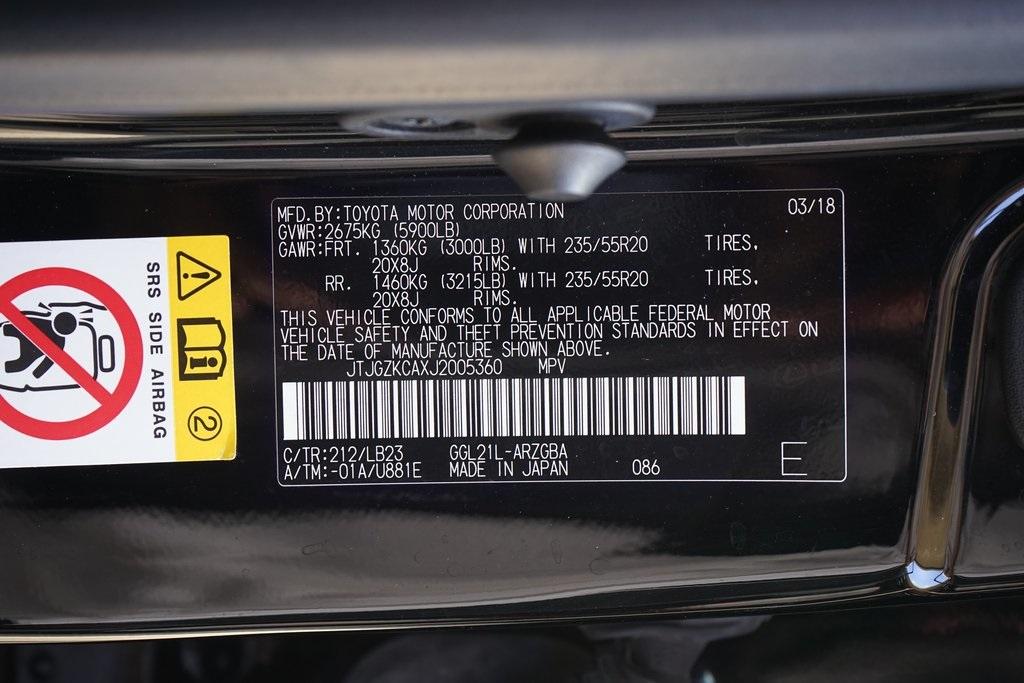 MFD.BY:TOYOTA MOTOR CORPORATION 03/18
GVWR:2675KG (5900LB)
GAWR:FRT. 1360KG (3000LB) WITH 235/55R20 TIRES,
20X8J RIMS.
RR. 1460KG (3215LB) WITH 235/55R20 TIRES,
20X8J RIMS.
THIS VEHICLE CONFORMS TO ALL APPLICABLE FEDERAL MOTOR
VEHICLE SAFETY AND THEFT PREVENTION STANDARDS IN EFFECT ON
THE DATE OF MANUFACTURE SHOWN ABOVE.
JTJGZKCAXJ2005360 MPV
C/TR:212/LB23 GGL21L-ARZGBA
A/TM:-01A/U881E MADE IN JAPAN 086 E
SRS SIDE AIRBAG
2